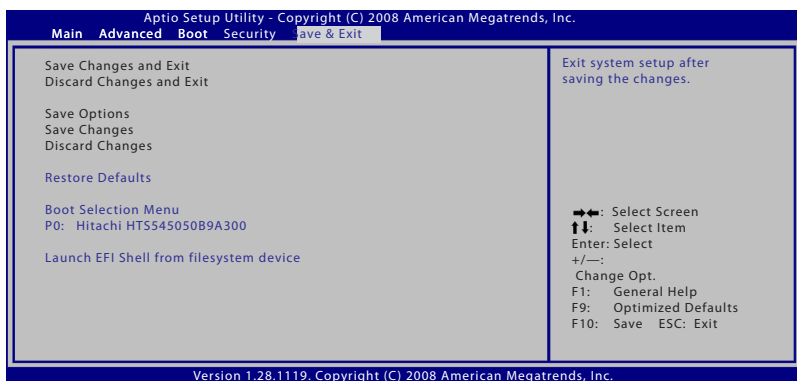 Aptio Setup Utility - Copyright (C) 2008 American Megatrends, Inc.
Main Advanced Boot Security Save & Exit
Save Changes and Exit
Discard Changes and Exit
Save Options
Save Changes
Discard Changes
Restore Defaults
Boot Selection Menu
P0: Hitachi HTS545050B9A300
Launch EFI Shell from filesystem device
Exit system setup after
saving the changes.
→←: Select Screen
↑↓: Select Item
Enter: Select
+/—:
Change Opt.
F1: General Help
F9: Optimized Defaults
F10: Save ESC: Exit
Version 1.28.1119. Copyright (C) 2008 American Megatrends, Inc.